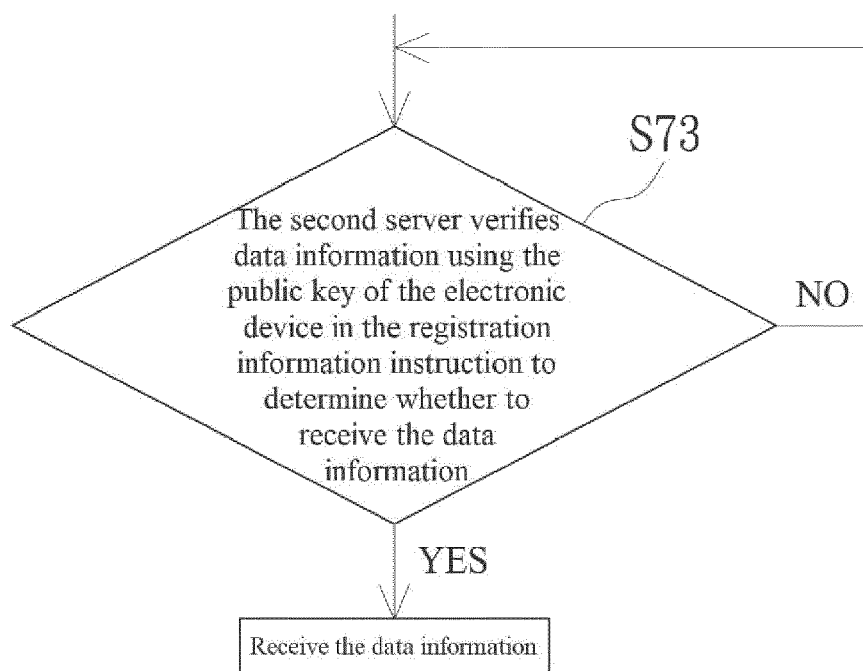 S73
The second server verifies
data information using the
public key of the electronic
device in the registration
information instruction to
determine whether to
receive the data
information
NO
YES
Receive the data information